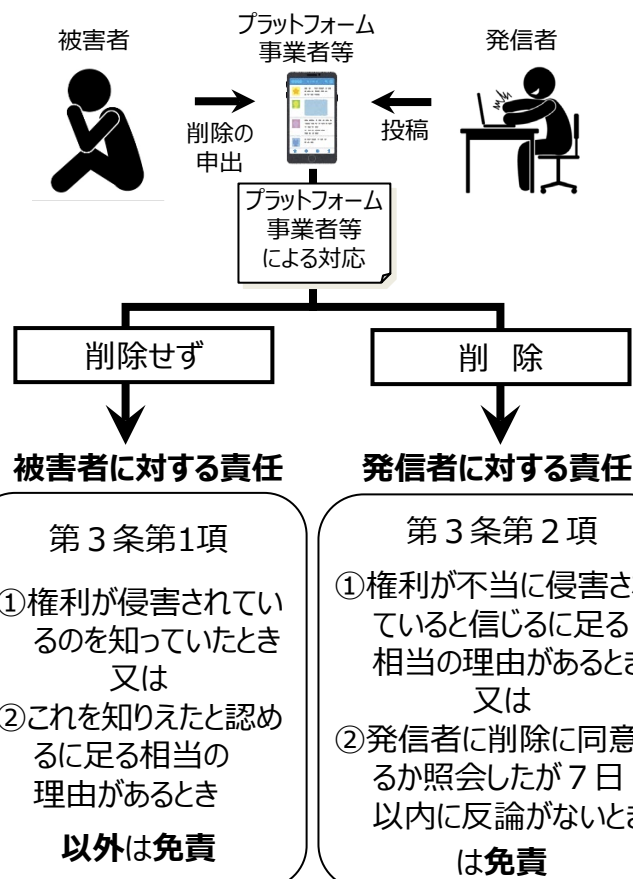 被害者
プラットフォーム
事業者等
発信者
削除の
申出
投稿
プラットフォーム
事業者等
による対応
削除せず
削 除
被害者に対する責任
発信者に対する責任
第３条第1項
①権利が侵害されてい
るのを知っていたとき
又は
②これを知りえたと認め
るに足る相当の
理由があるとき
以外は免責
第３条第２項
①権利が不当に侵害さ
ていると信じるに足る
相当の理由があるとき
又は
②発信者に削除に同意
るか照会したが７日
以内に反論がないとき
は免責